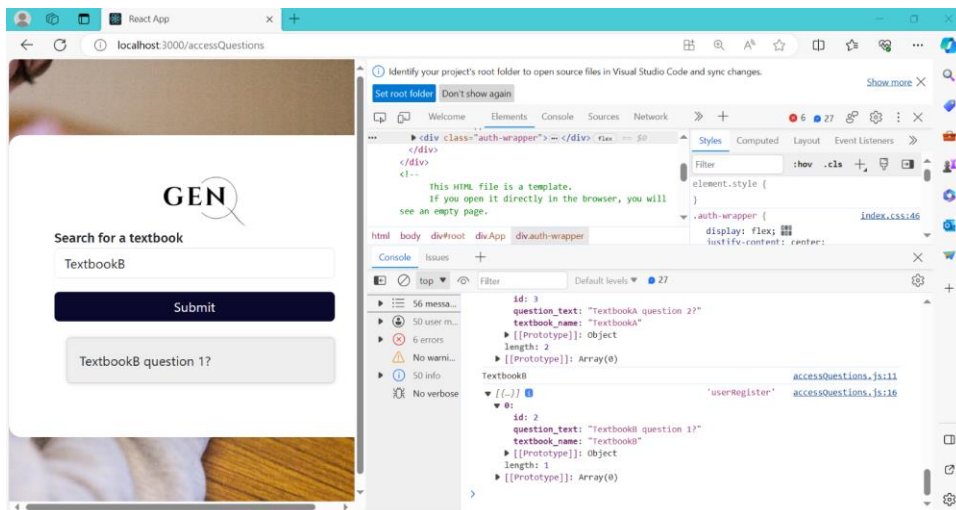 React App
localhost:3000/accessQuestions
GEN
Search for a textbook
TextbookB
Submit
TextbookB question 1?
Identify your project's root folder to open source files in Visual Studio Code and sync changes.
Show more
Set root folder Don't show again
Welcome Elements Console Sources Network
6 27
<div class="auth-wrapper"> … </div> flex == $0
</div>
</div>
<!--
This HTML file is a template.
If you open it directly in the browser, you will
see an empty page.
html body div#root div.App div.auth-wrapper
Styles Computed Layout Event Listeners
Filter :hov .cls
element.style {
}
.auth-wrapper { index.css:46
display: flex;
justify-content: center;
Console Issues
top Filter Default levels 27
56 messa...
50 user m...
6 errors
No warni...
50 info
No verbose
id: 3
question_text: "TextbookA question 2?"
textbook_name: "TextbookA"
[[Prototype]]: Object
length: 2
[[Prototype]]: Array(0)
TextbookB accessQuestions.js:11
[{…}] 'userRegister' accessQuestions.js:16
0:
id: 2
question_text: "TextbookB question 1?"
textbook_name: "TextbookB"
[[Prototype]]: Object
length: 1
[[Prototype]]: Array(0)